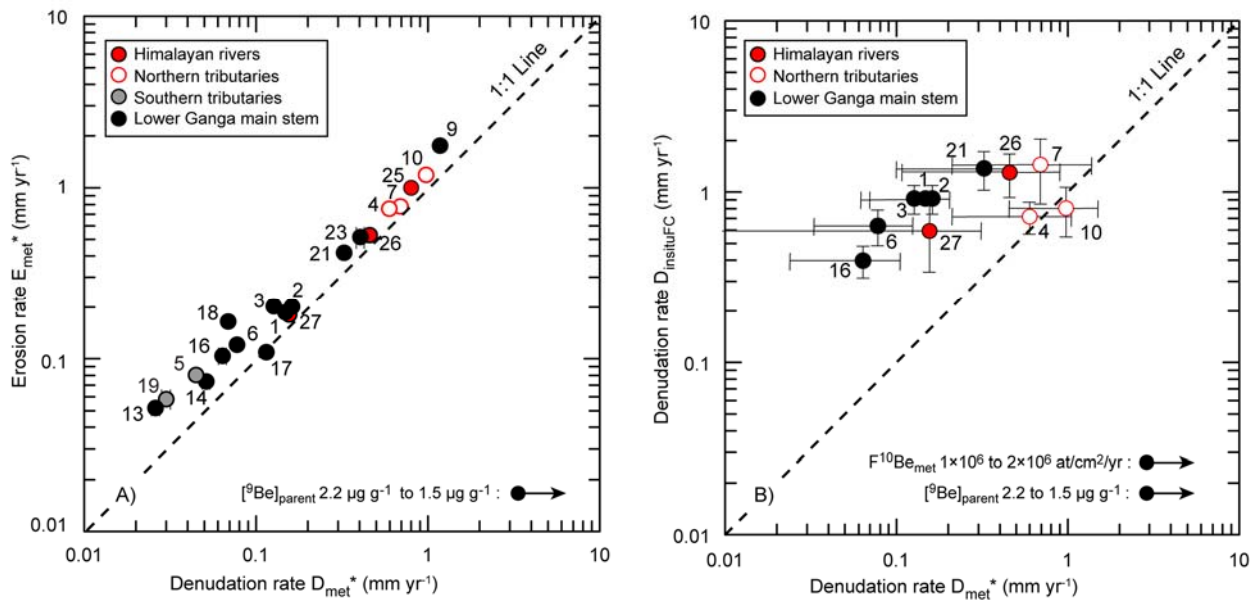 10
1
0.1
0.01
Erosion rate E_met* (mm yr⁻¹)
Himalayan rivers
Northern tributaries
Southern tributaries
Lower Ganga main stem
1:1 Line
9
10
25
7
4
23
26
21
2
3
18
27
6
1
16
17
5
19
14
13
A)
[⁹Be]parent 2.2 µg g⁻¹ to 1.5 µg g⁻¹ :
0.01
0.1
1
10
Denudation rate D_met* (mm yr⁻¹)
10
1
0.1
0.01
Denudation rate D_insituFC (mm yr⁻¹)
Himalayan rivers
Northern tributaries
Lower Ganga main stem
1:1 Line
21
26
7
1
2
3
6
27
4
10
16
F¹⁰Be_met 1×10⁶ to 2×10⁶ at/cm²/yr :
[⁹Be]parent 2.2 to 1.5 µg g⁻¹ :
B)
0.01
0.1
1
10
Denudation rate D_met* (mm yr⁻¹)